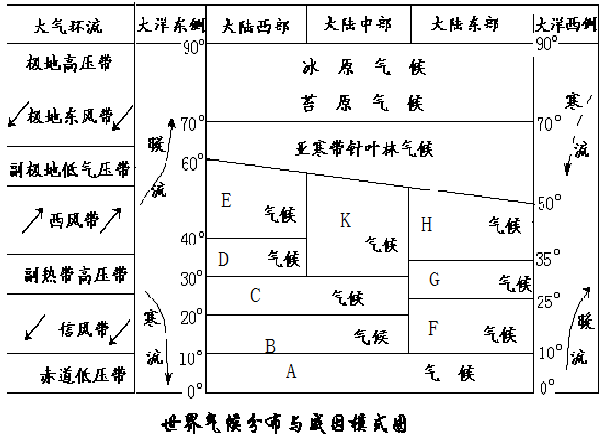 大气环流 大洋东侧 大陆西部 大陆中部 大陆东部 大洋西侧
90° 90°
极地高压带 冰原气候
极地东风带 苔原气候 寒流
70° 70°
暖流 亚寒带针叶林气候
副极地低气压带 60° 60°
E 气候 K 气候 H 气候 50°
西风带
40°
D 气候 35°
副热带高压带 30° G 气候
C 气候 25°
信风带 寒流 20° F 气候 暖流
B 气候
10° 10°
赤道低压带 A 气候
0° 0°
世界气候分布与成因模式图